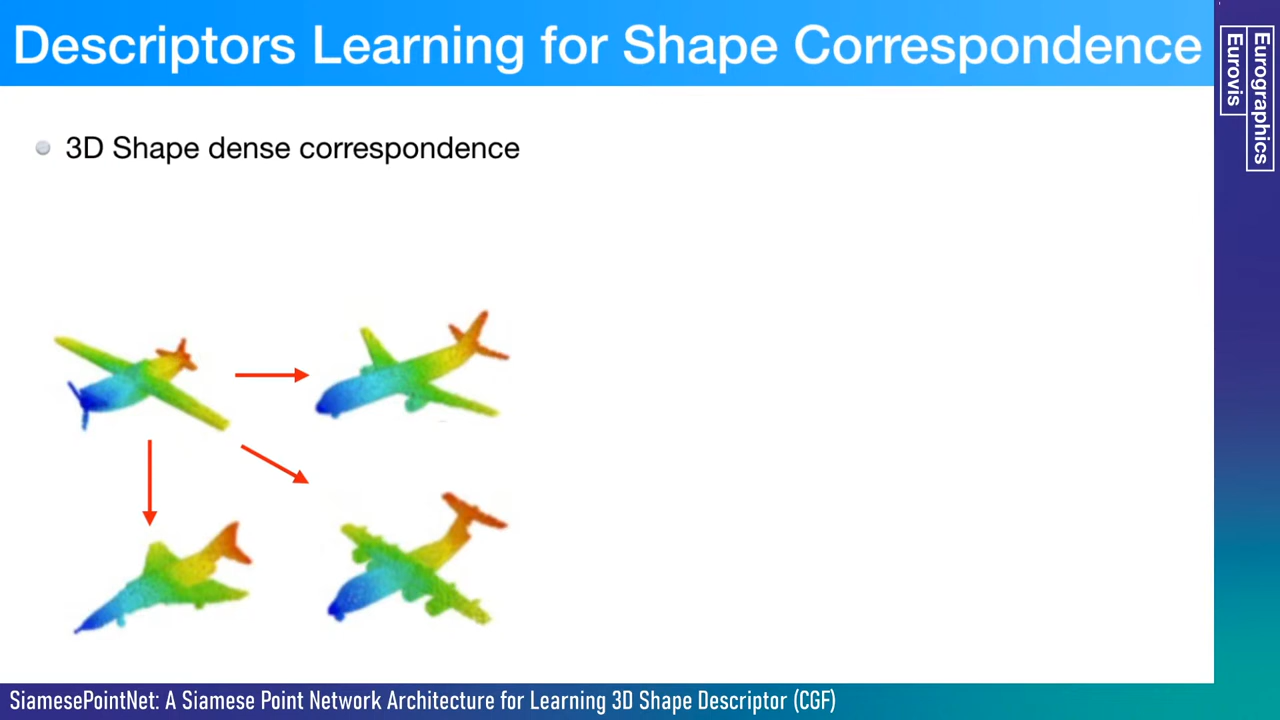 Descriptors Learning for Shape Correspondence
Eurographics
Eurovis
3D Shape dense correspondence
SiamesePointNet: A Siamese Point Network Architecture for Learning 3D Shape Descriptor (CGF)